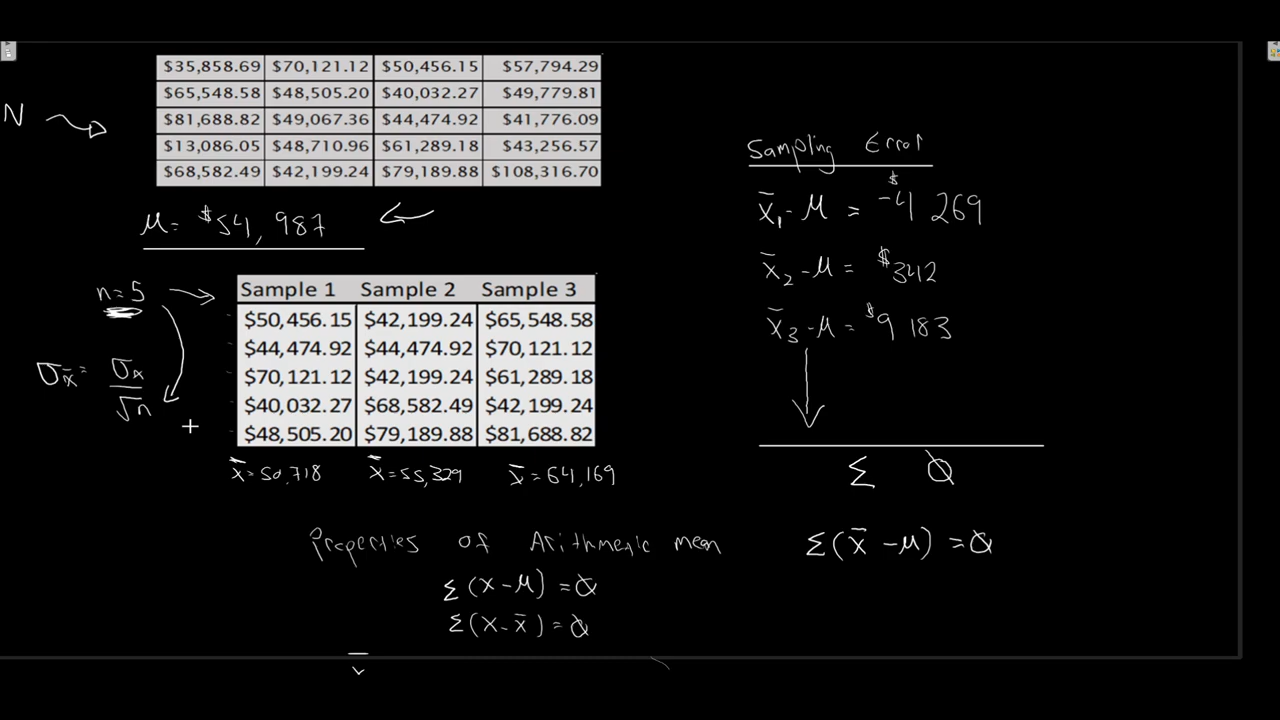 $35,858.69 $70,121.12 $50,456.15 $57,794.29
$65,548.58 $48,505.20 $40,032.27 $49,779.81
N $81,688.82 $49,067.36 $44,474.92 $41,776.09
$13,086.05 $48,710.96 $61,289.18 $43,256.57
$68,582.49 $42,199.24 $79,189.88 $108,316.70
μ = $54,987
n=5
Sample 1 Sample 2 Sample 3
$50,456.15 $42,199.24 $65,548.58
$44,474.92 $44,474.92 $70,121.12
$70,121.12 $42,199.24 $61,289.18
$40,032.27 $68,582.49 $42,199.24
$48,505.20 $79,189.88 $81,688.82
σx̄ = σx / √n
x̄=50,718 x̄=55,329 x̄=64,169
Properties of Arithmetic mean
Σ(x-μ) = 0
Σ(x-x̄) = 0
Sampling Error
x̄1-μ = $-4 269
x̄2-μ = $342
x̄3-μ = $9 183
Σ 0
Σ(x̄-μ) = 0